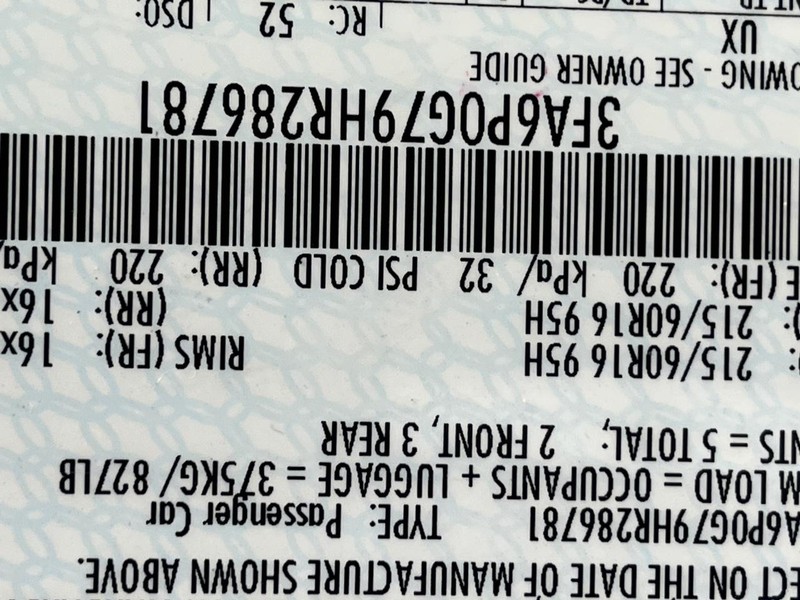 ECT ON THE DATE OF MANUFACTURE SHOWN ABOVE.
A6P0G79HR286781 TYPE: Passenger Car
M LOAD = OCCUPANTS + LUGGAGE = 375KG/ 827LB
NTS = 5 TOTAL; 2 FRONT, 3 REAR
: 215/60R16 95H RIMS (FR): 16x
): 215/60R16 95H (RR): 16x
E (FR): 220 kPa/ 32 PSI COLD (RR): 220 kPa/
3FA6P0G79HR286781
OWING - SEE OWNER GUIDE
UX
RC: 52 DSO: